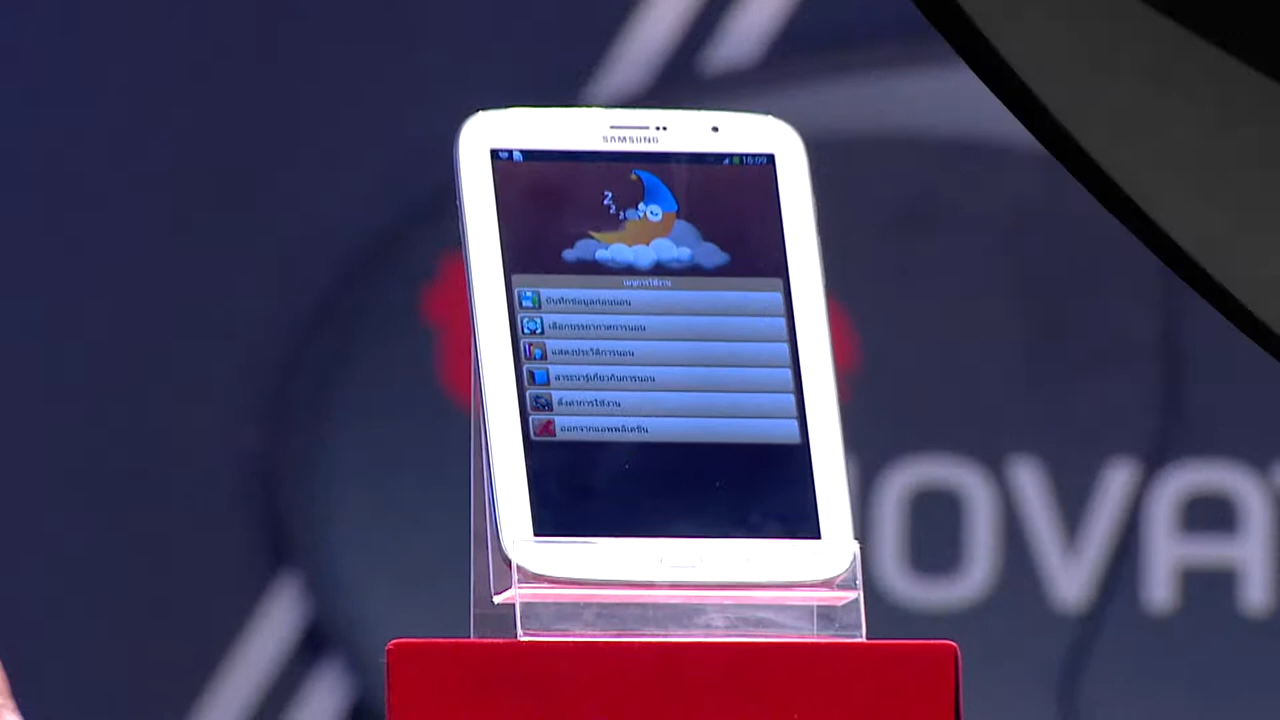 SAMSUNG
16:09
Z
z
z
เมนูการใช้งาน
บันทึกข้อมูลก่อนนอน
เลือกบรรยากาศการนอน
แสดงประวัติการนอน
สาระน่ารู้เกี่ยวกับการนอน
ตั้งค่าการใช้งาน
ออกจากแอพพลิเคชั่น
OVA